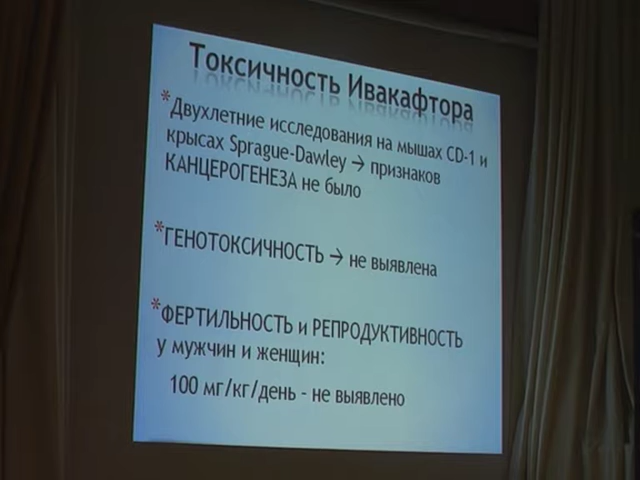 Токсичность Ивакафтора
*Двухлетние исследования на мышах CD-1 и
крысах Sprague-Dawley → признаков
КАНЦЕРОГЕНЕЗА не было
*ГЕНОТОКСИЧНОСТЬ → не выявлена
*ФЕРТИЛЬНОСТЬ и РЕПРОДУКТИВНОСТЬ
у мужчин и женщин:
100 мг/кг/день - не выявлено